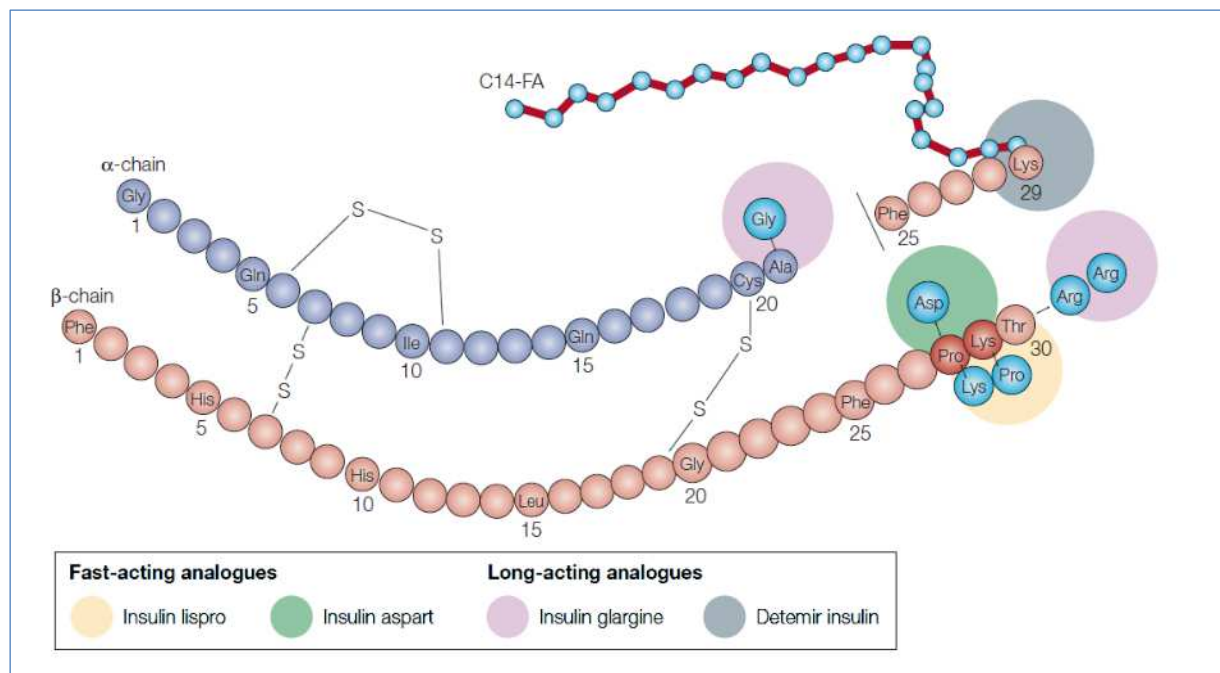 C14-FA
Lys
29
α-chain
Gly
1
S
S
Gly
Phe
25
Gln
5
Cys
Ala
20
Arg
Arg
β-chain
Phe
1
Asp
Thr
30
Lys
Pro
S
S
Ile
10
Gln
15
S
S
Lys
Pro
His
5
Phe
25
His
10
Leu
15
Gly
20
Fast-acting analogues
Long-acting analogues
Insulin lispro
Insulin aspart
Insulin glargine
Detemir insulin